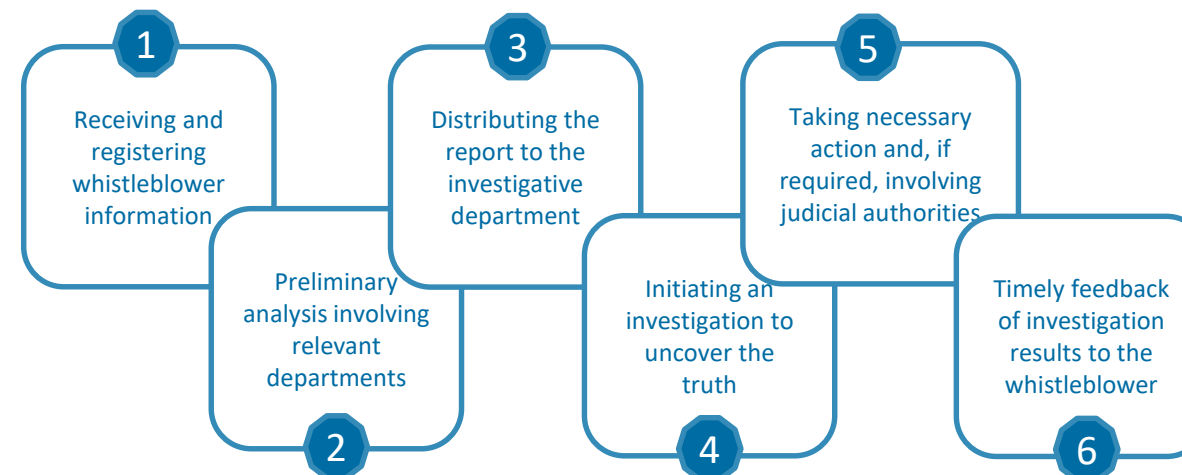 1
Receiving and
registering
whistleblower
information
2
Preliminary
analysis involving
relevant
departments
3
Distributing the
report to the
investigative
department
4
Initiating an
investigation to
uncover the
truth
5
Taking necessary
action and, if
required, involving
judicial authorities
6
Timely feedback
of investigation
results to the
whistleblower